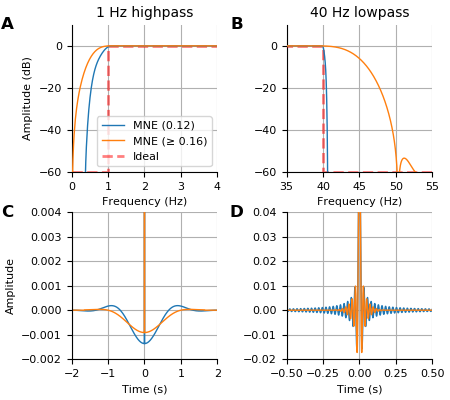 A 1 Hz highpass
B 40 Hz lowpass
Amplitude (dB)
0
−20
−40
−60
MNE (0.12)
MNE (≥ 0.16)
Ideal
0 1 2 3 4
Frequency (Hz)
0
−20
−40
−60
35 40 45 50 55
Frequency (Hz)
C
Amplitude
0.004
0.003
0.002
0.001
0.000
−0.001
−0.002
−2 −1 0 1 2
Time (s)
D
0.04
0.03
0.02
0.01
0.00
−0.01
−0.02
−0.50 −0.25 0.00 0.25 0.50
Time (s)